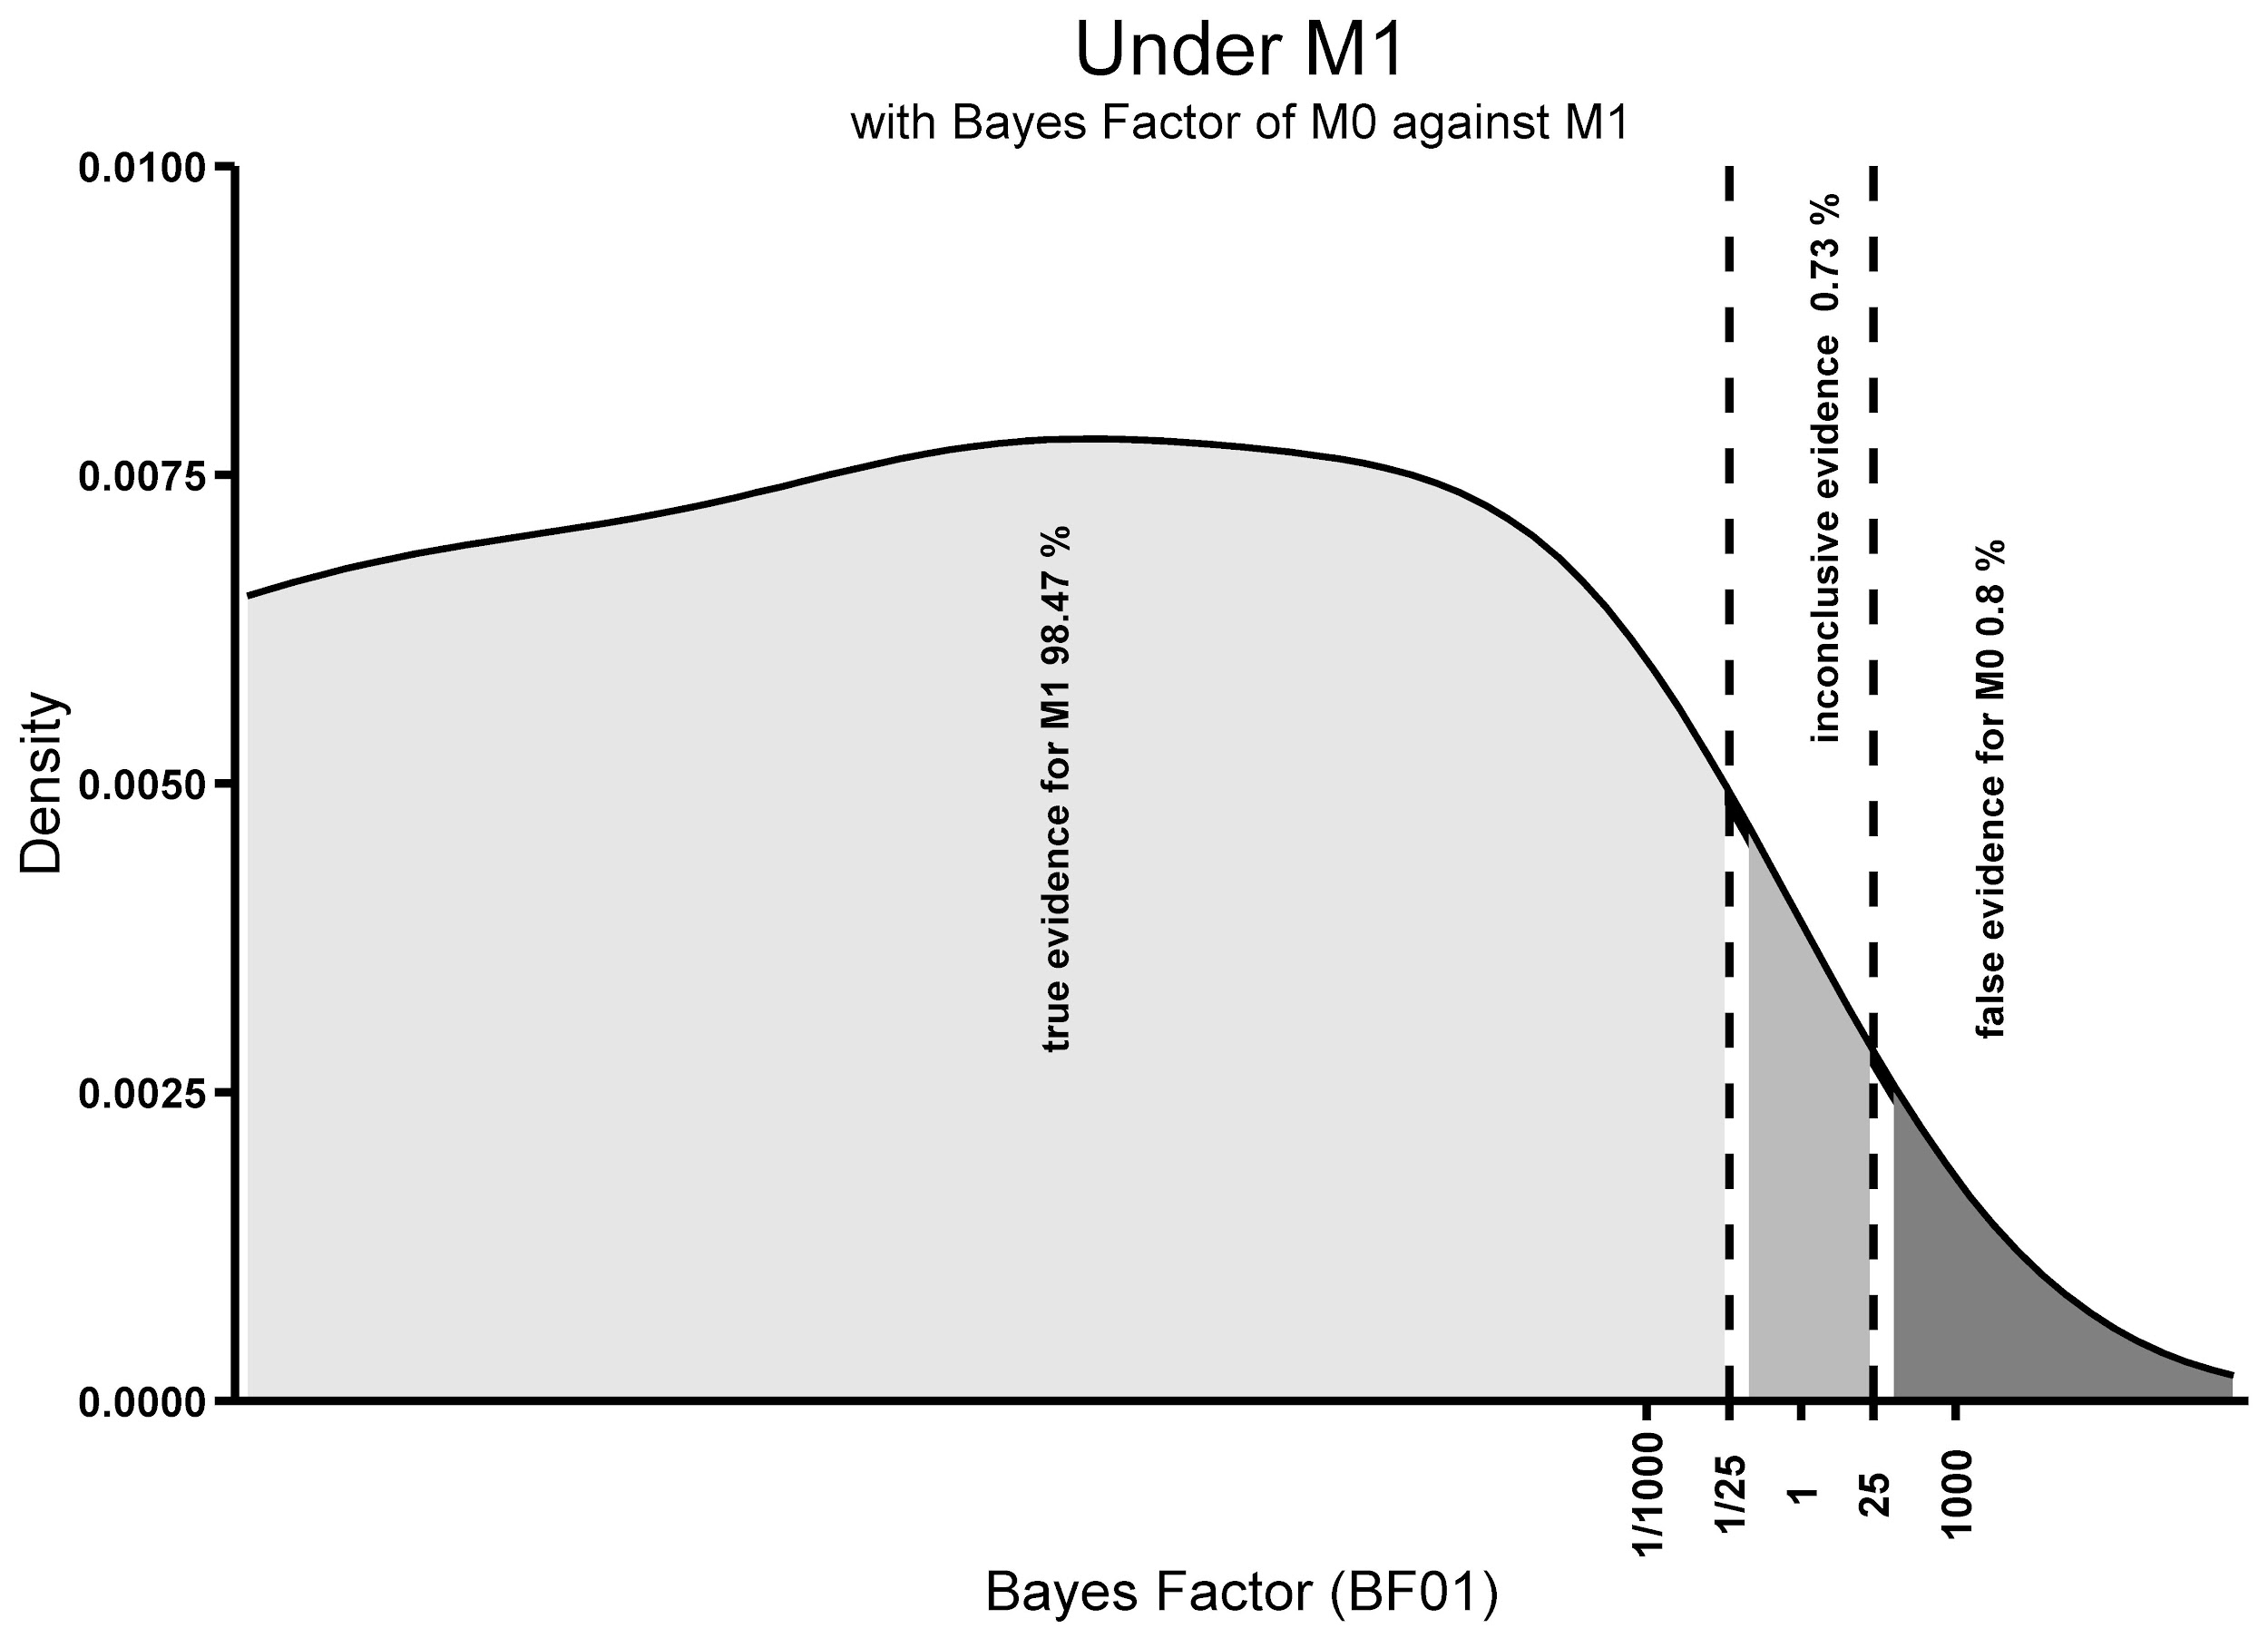 Under M1
with Bayes Factor of M0 against M1
0.0100
0.0075
0.0050
0.0025
0.0000
Density
true evidence for M1 98.47 %
inconclusive evidence  0.73 %
false evidence for M0 0.8 %
1/1000
1/25
1
25
1000
Bayes Factor (BF01)